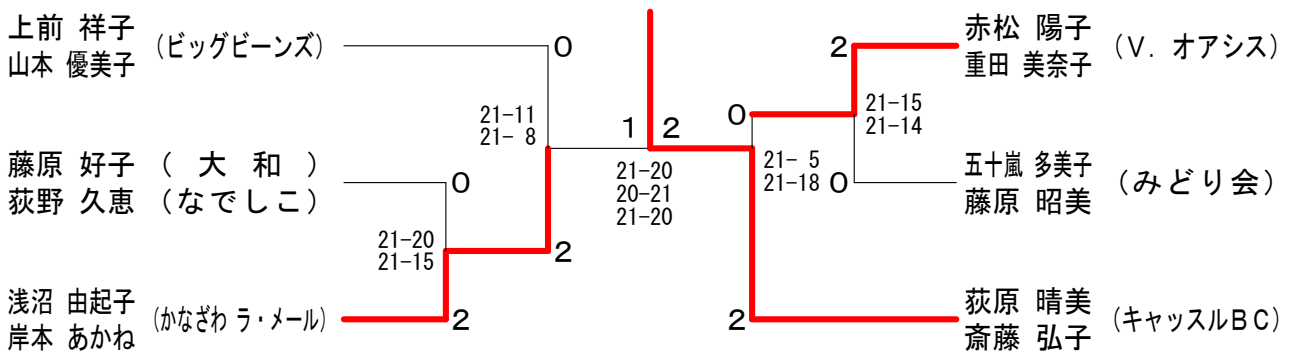 上前 祥子
山本 優美子
(ビッグビーンズ)
0
21-11
21- 8
藤原 好子 ( 大 和 )
荻野 久恵 (なでしこ)
0
21-20
21-15
2
浅沼 由起子
岸本 あかね
(かなざわ ラ・メール)
2
1 2
21-20
20-21
21-20
赤松 陽子
重田 美奈子
(V. オアシス)
2
21-15
21-14
0
21- 5
21-18
0
五十嵐 多美子
藤原 昭美
(みどり会)
荻原 晴美
斎藤 弘子
(キャッスルBC)
2